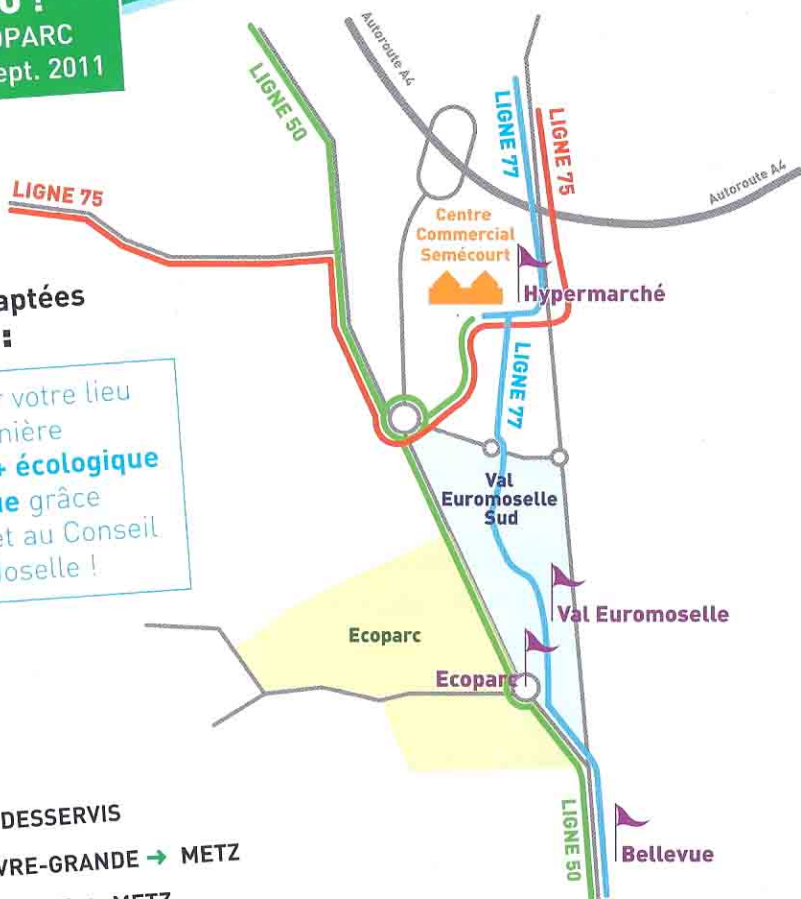 OPARC
ept. 2011
LIGNE 50
Autoroute A4
LIGNE 77
LIGNE 75
LIGNE 75
Autoroute A4
Centre
Commercial
Semécourt
Hypermarché
aptées
:
LIGNE 77
votre lieu
nière
+ écologique
e grâce
et au Conseil
oselle !
Val
Euromoselle
Sud
Val Euromoselle
Ecoparc
Ecoparc
DESSERVIS
VRE-GRANDE → METZ
METZ
LIGNE 50
Bellevue